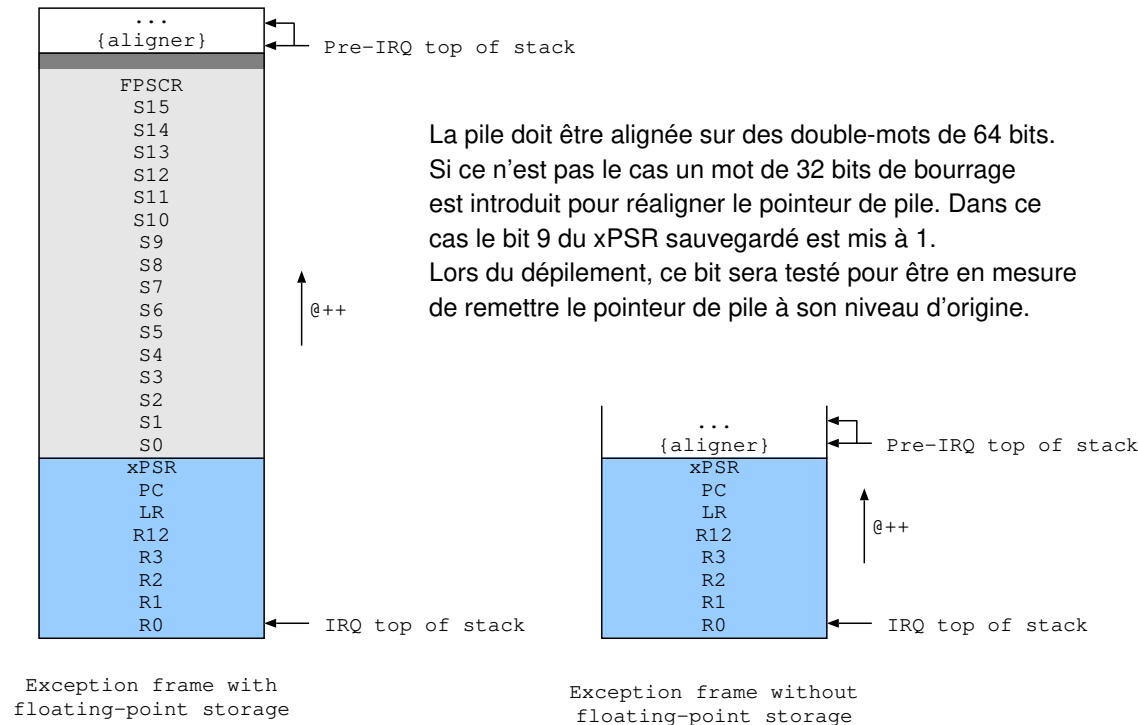 ...
{aligner}
Pre-IRQ top of stack
FPSCR
S15
S14
S13
S12
S11
S10
S9
S8
S7
S6
S5
S4
S3
S2
S1
S0
xPSR
PC
LR
R12
R3
R2
R1
R0
@++
IRQ top of stack
Exception frame with
floating-point storage
La pile doit être alignée sur des double-mots de 64 bits.
Si ce n'est pas le cas un mot de 32 bits de bourrage
est introduit pour réaligner le pointeur de pile. Dans ce
cas le bit 9 du xPSR sauvegardé est mis à 1.
Lors du dépilement, ce bit sera testé pour être en mesure
de remettre le pointeur de pile à son niveau d'origine.
...
{aligner}
Pre-IRQ top of stack
xPSR
PC
LR
R12
R3
R2
R1
R0
@++
IRQ top of stack
Exception frame without
floating-point storage